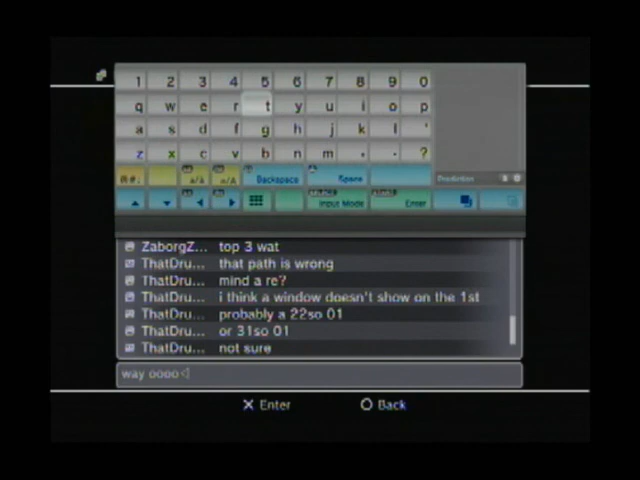 1 2 3 4 5 6 7 8 9 0
q w e r t y u i o p
a s d f g h j k l '
z x c v b n m , . ?
@#: a/A a/A Backspace Space Prediction
SELECT START
Input Mode Enter
ZaborgZ... top 3 wat
ThatDru... that path is wrong
ThatDru... mind a re?
ThatDru... i think a window doesn't show on the 1st
ThatDru... probably a 22so 01
ThatDru... or 31so 01
ThatDru... not sure
way oooo
X Enter O Back